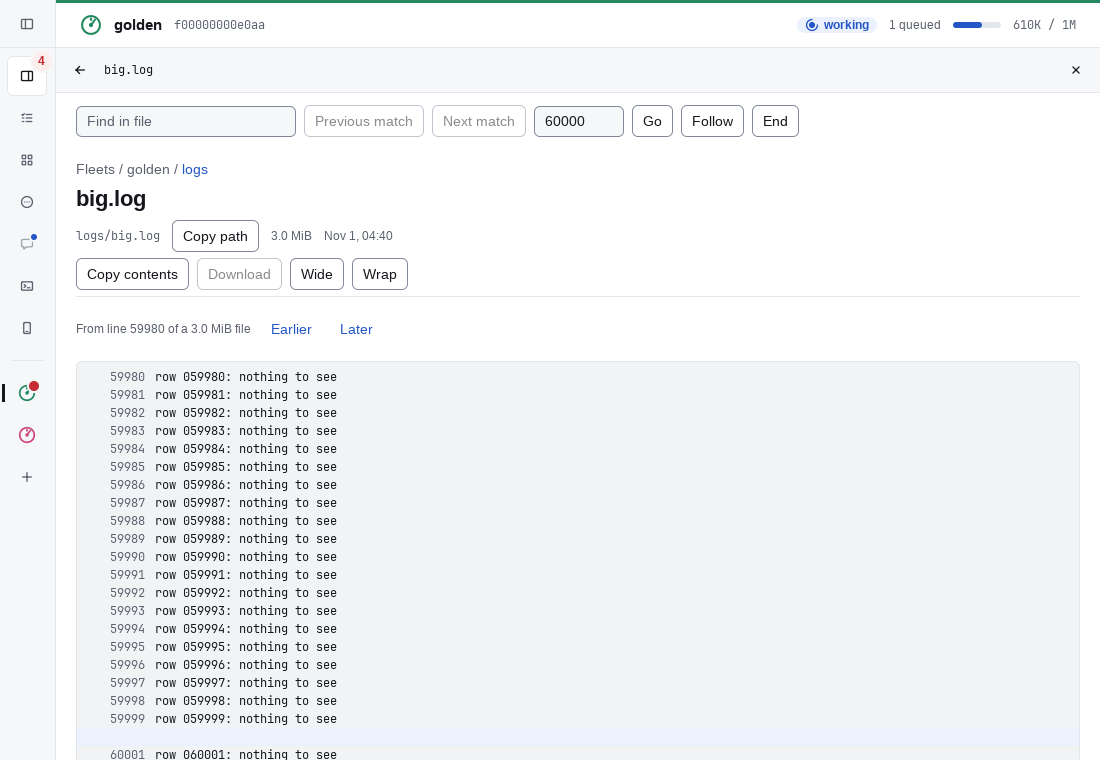 golden f00000000e0aa working 1 queued 610K / 1M
4
big.log
Find in file Previous match Next match 60000 Go Follow End
Fleets / golden / logs
big.log
logs/big.log Copy path 3.0 MiB Nov 1, 04:40
Copy contents Download Wide Wrap
From line 59980 of a 3.0 MiB file Earlier Later
59980 row 059980: nothing to see
59981 row 059981: nothing to see
59982 row 059982: nothing to see
59983 row 059983: nothing to see
59984 row 059984: nothing to see
59985 row 059985: nothing to see
59986 row 059986: nothing to see
59987 row 059987: nothing to see
59988 row 059988: nothing to see
59989 row 059989: nothing to see
59990 row 059990: nothing to see
59991 row 059991: nothing to see
59992 row 059992: nothing to see
59993 row 059993: nothing to see
59994 row 059994: nothing to see
59995 row 059995: nothing to see
59996 row 059996: nothing to see
59997 row 059997: nothing to see
59998 row 059998: nothing to see
59999 row 059999: nothing to see
60001 row 060001: nothing to see